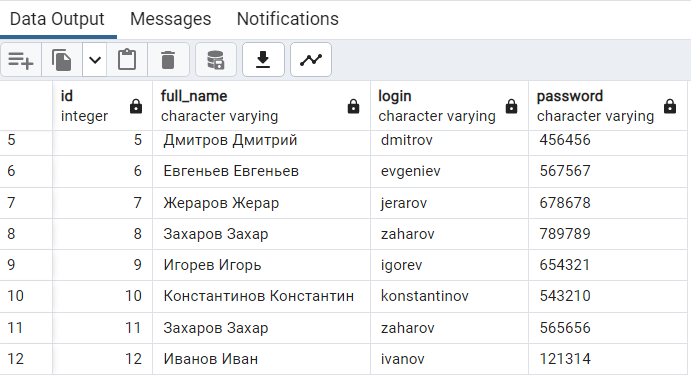 Data Output Messages Notifications
id full_name login password
integer character varying character varying character varying
5 5 Дмитров Дмитрий dmitrov 456456
6 6 Евгеньев Евгеньев evgeniev 567567
7 7 Жераров Жерар jerarov 678678
8 8 Захаров Захар zaharov 789789
9 9 Игорев Игорь igorev 654321
10 10 Константинов Константин konstantinov 543210
11 11 Захаров Захар zaharov 565656
12 12 Иванов Иван ivanov 121314